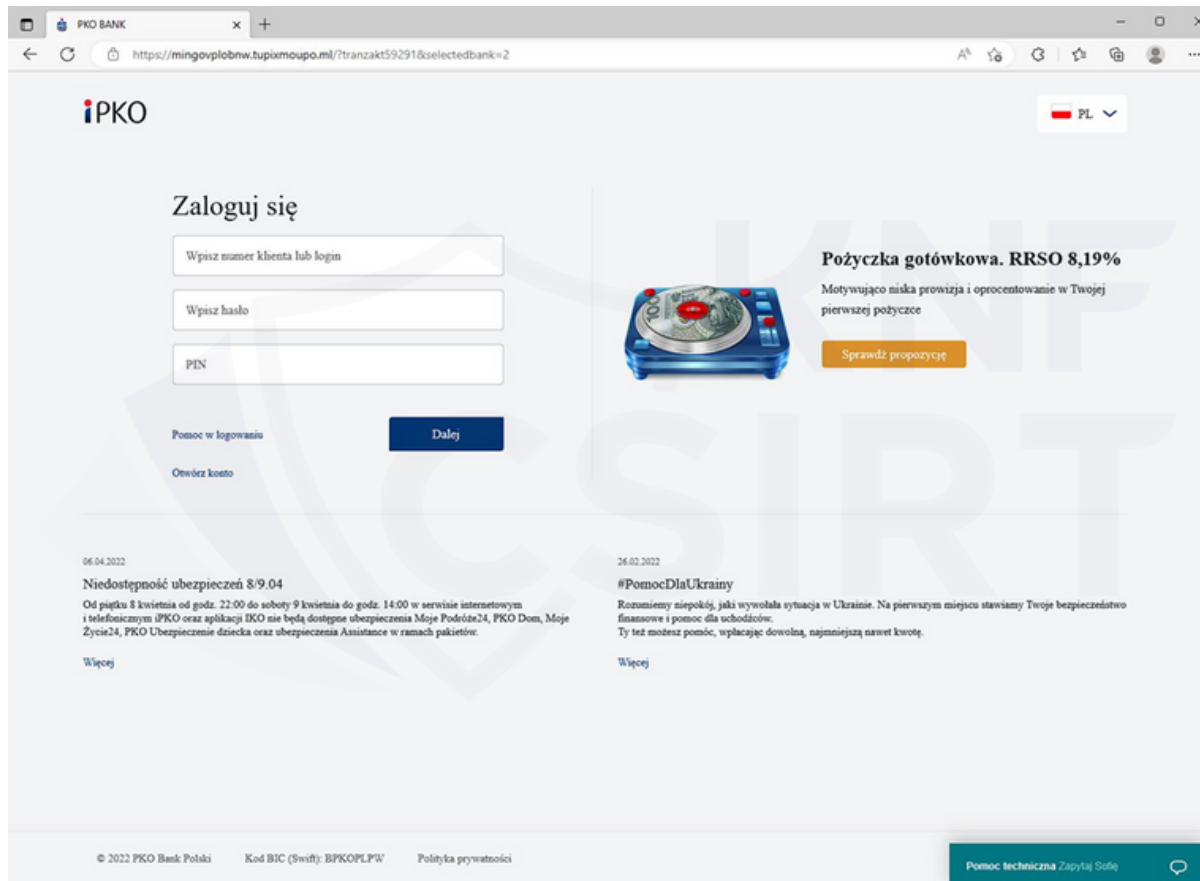 PKO BANK
https://mingovplobnw.tupixmoupo.ml/?tranzakt59291&selectedbank=2
iPKO
PL
Zaloguj się
Wpisz numer klienta lub login
Wpisz hasło
PIN
Pomoc w logowaniu
Dalej
Otwórz konto
Pożyczka gotówkowa. RRSO 8,19%
Motywująco niska prowizja i oprocentowanie w Twojej
pierwszej pożyczce
Sprawdź propozycję
100
KNF
CSIRT
06.04.2022
Niedostępność ubezpieczeń 8/9.04
Od piątku 8 kwietnia od godz. 22:00 do soboty 9 kwietnia do godz. 14:00 w serwisie internetowym
i telefonicznym iPKO oraz aplikacji IKO nie będą dostępne ubezpieczenia Moje Podróże24, PKO Dom, Moje
Życie24, PKO Ubezpieczenie dziecka oraz ubezpieczenia Assistance w ramach pakietów.
Więcej
26.02.2022
#PomocDlaUkrainy
Rozumiemy niepokój, jaki wywołała sytuacja w Ukrainie. Na pierwszym miejscu stawiamy Twoje bezpieczeństwo
finansowe i pomoc dla uchodźców.
Ty też możesz pomóc, wpłacając dowolną, najmniejszą nawet kwotę.
Więcej
© 2022 PKO Bank Polski
Kod BIC (Swift): BPKOPLPW
Polityka prywatności
Pomoc techniczna Zapytaj Sofię